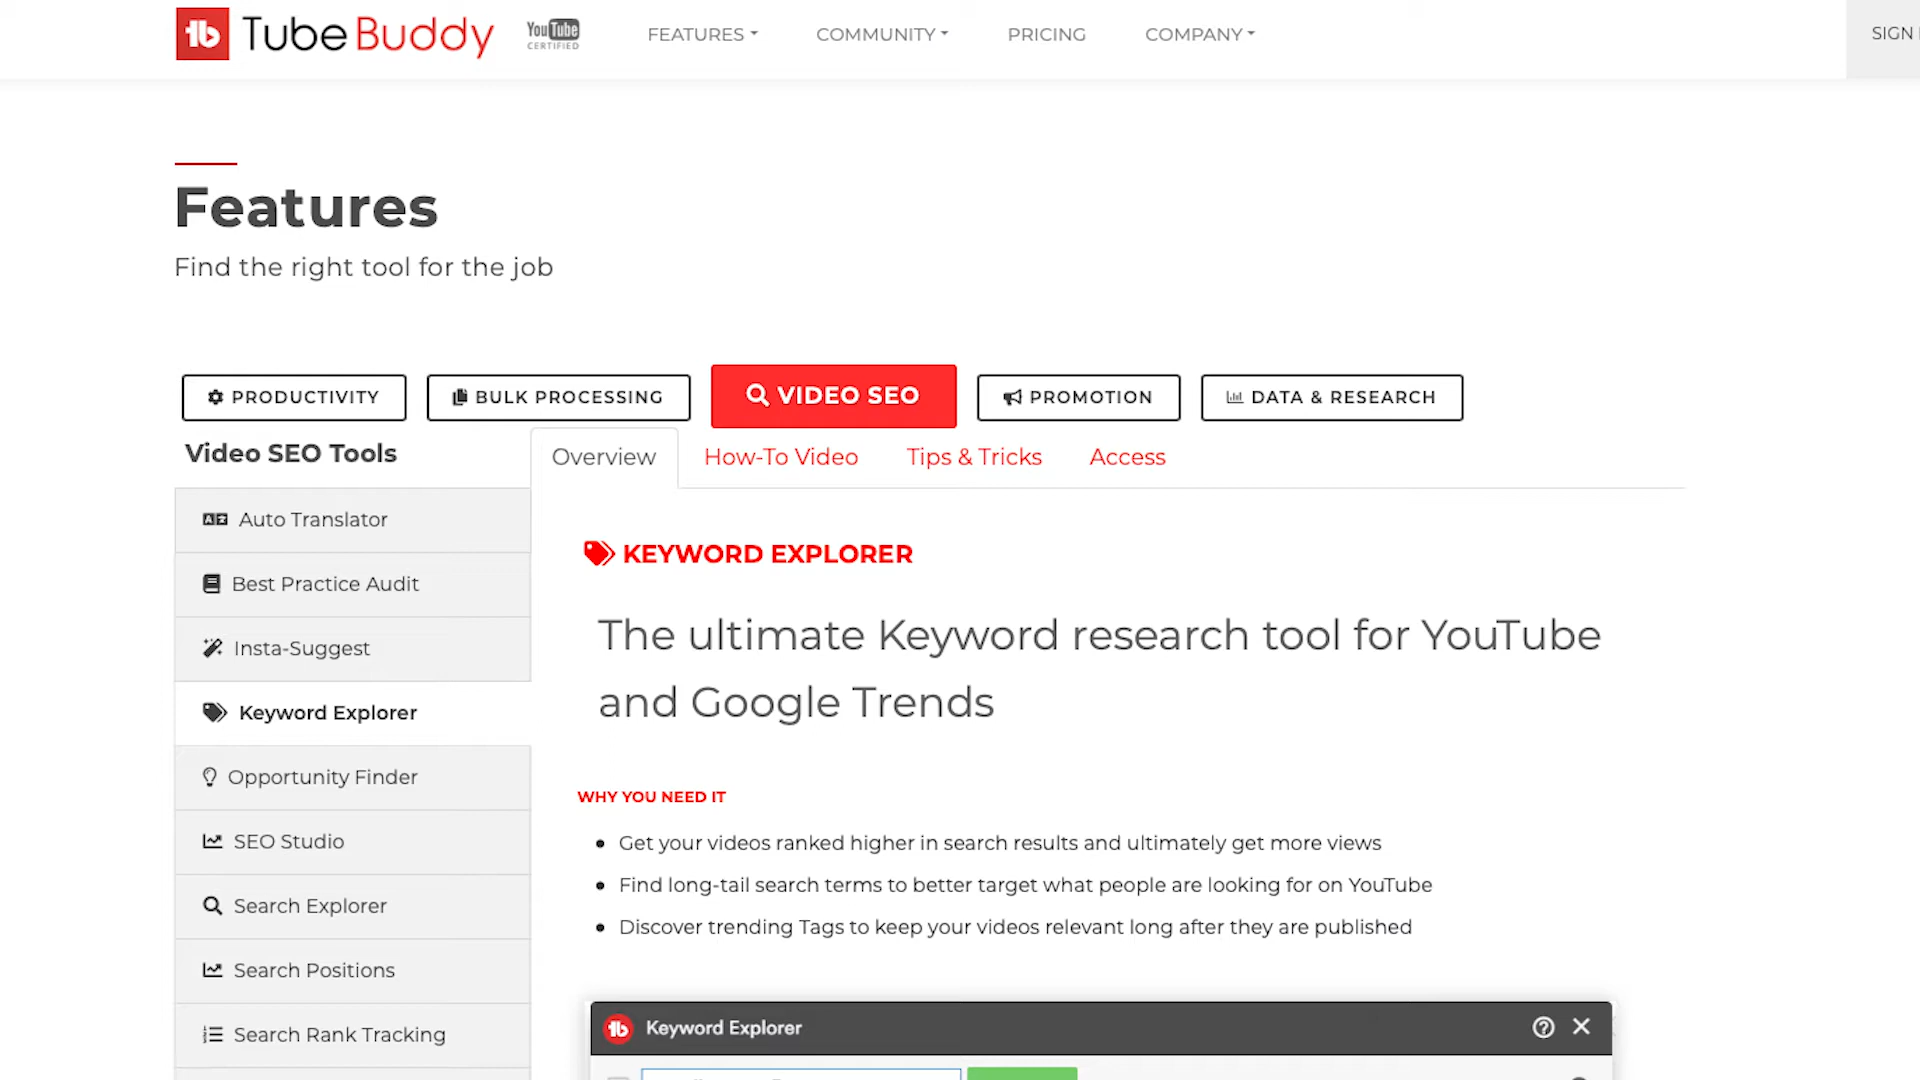 tb TubeBuddy YouTube CERTIFIED FEATURES COMMUNITY PRICING COMPANY SIGN
Features
Find the right tool for the job
PRODUCTIVITY BULK PROCESSING VIDEO SEO PROMOTION DATA & RESEARCH
Video SEO Tools
Overview How-To Video Tips & Tricks Access
Auto Translator
Best Practice Audit
Insta-Suggest
Keyword Explorer
Opportunity Finder
SEO Studio
Search Explorer
Search Positions
Search Rank Tracking
KEYWORD EXPLORER
The ultimate Keyword research tool for YouTube
and Google Trends
WHY YOU NEED IT
Get your videos ranked higher in search results and ultimately get more views
Find long-tail search terms to better target what people are looking for on YouTube
Discover trending Tags to keep your videos relevant long after they are published
tb Keyword Explorer